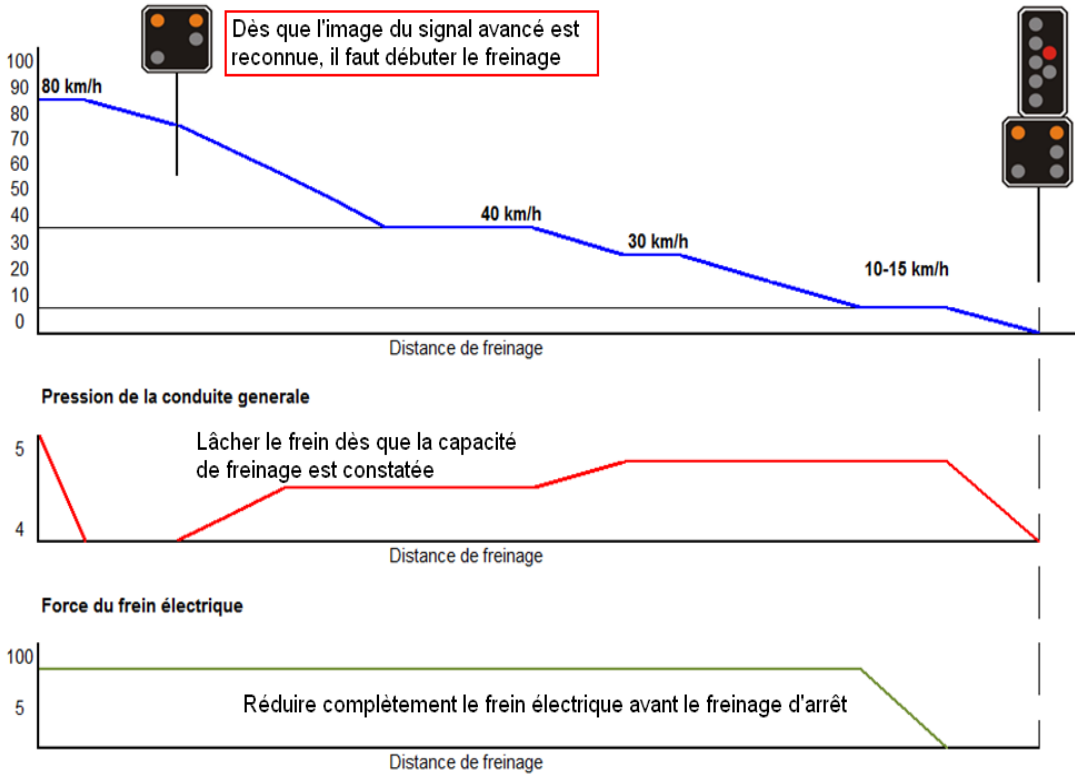 Dès que l'image du signal avancé est
reconnue, il faut débuter le freinage
100
90
80
70
60
50
40
30
20
10
0
80 km/h
40 km/h
30 km/h
10-15 km/h
Distance de freinage
Pression de la conduite generale
5
4
Lâcher le frein dès que la capacité
de freinage est constatée
Distance de freinage
Force du frein électrique
100
5
Réduire complètement le frein électrique avant le freinage d'arrêt
Distance de freinage